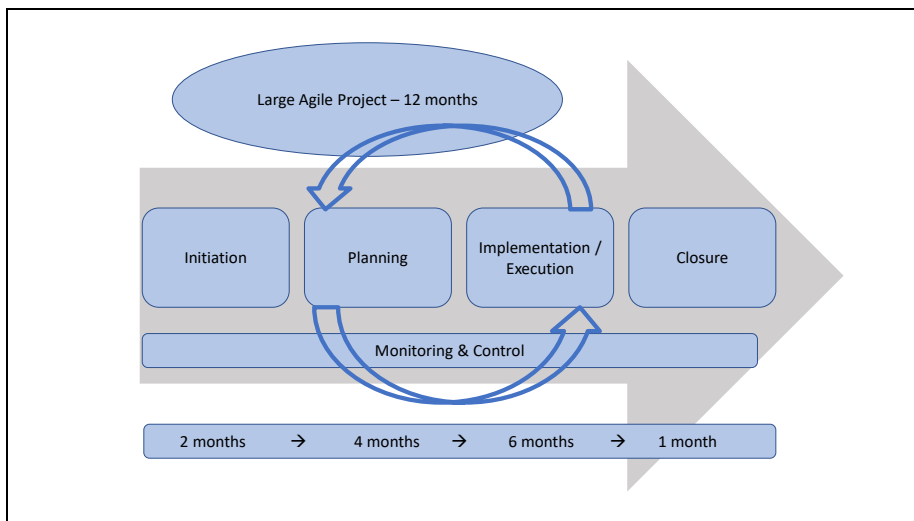 Large Agile Project – 12 months
Initiation
Planning
Implementation /
Execution
Closure
Monitoring & Control
2 months → 4 months → 6 months → 1 month